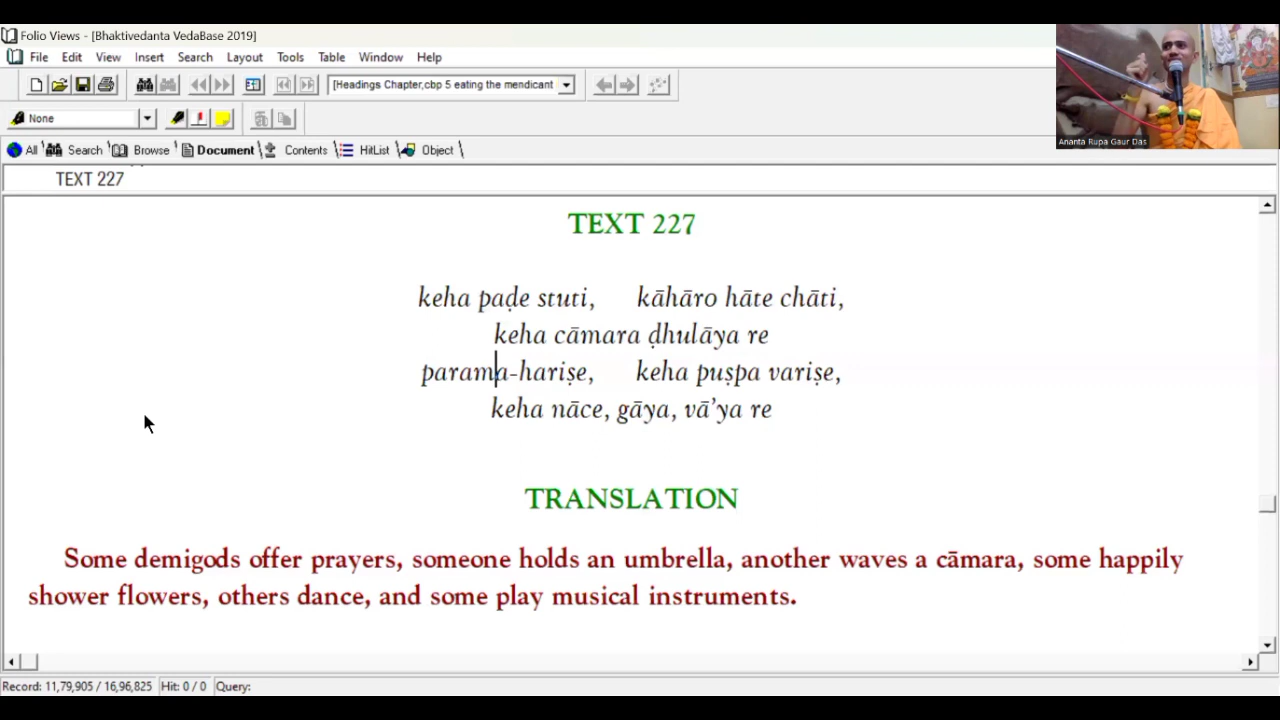 Folio Views - [Bhaktivedanta VedaBase 2019]
File Edit View Insert Search Layout Tools Table Window Help
[Headings Chapter,cbp 5 eating the mendicant
None
All Search Browse Document Contents HitList Object
TEXT 227
TEXT 227
keha paḍe stuti, kāhāro hāte chāti,
keha cāmara ḍhulāya re
parama-hariṣe, keha puṣpa variṣe,
keha nāce, gāya, vā’ya re
TRANSLATION
Some demigods offer prayers, someone holds an umbrella, another waves a cāmara, some happily
shower flowers, others dance, and some play musical instruments.
Record: 11,79,905 / 16,96,825 Hit: 0 / 0 Query:
Ananta Rupa Gaur Das